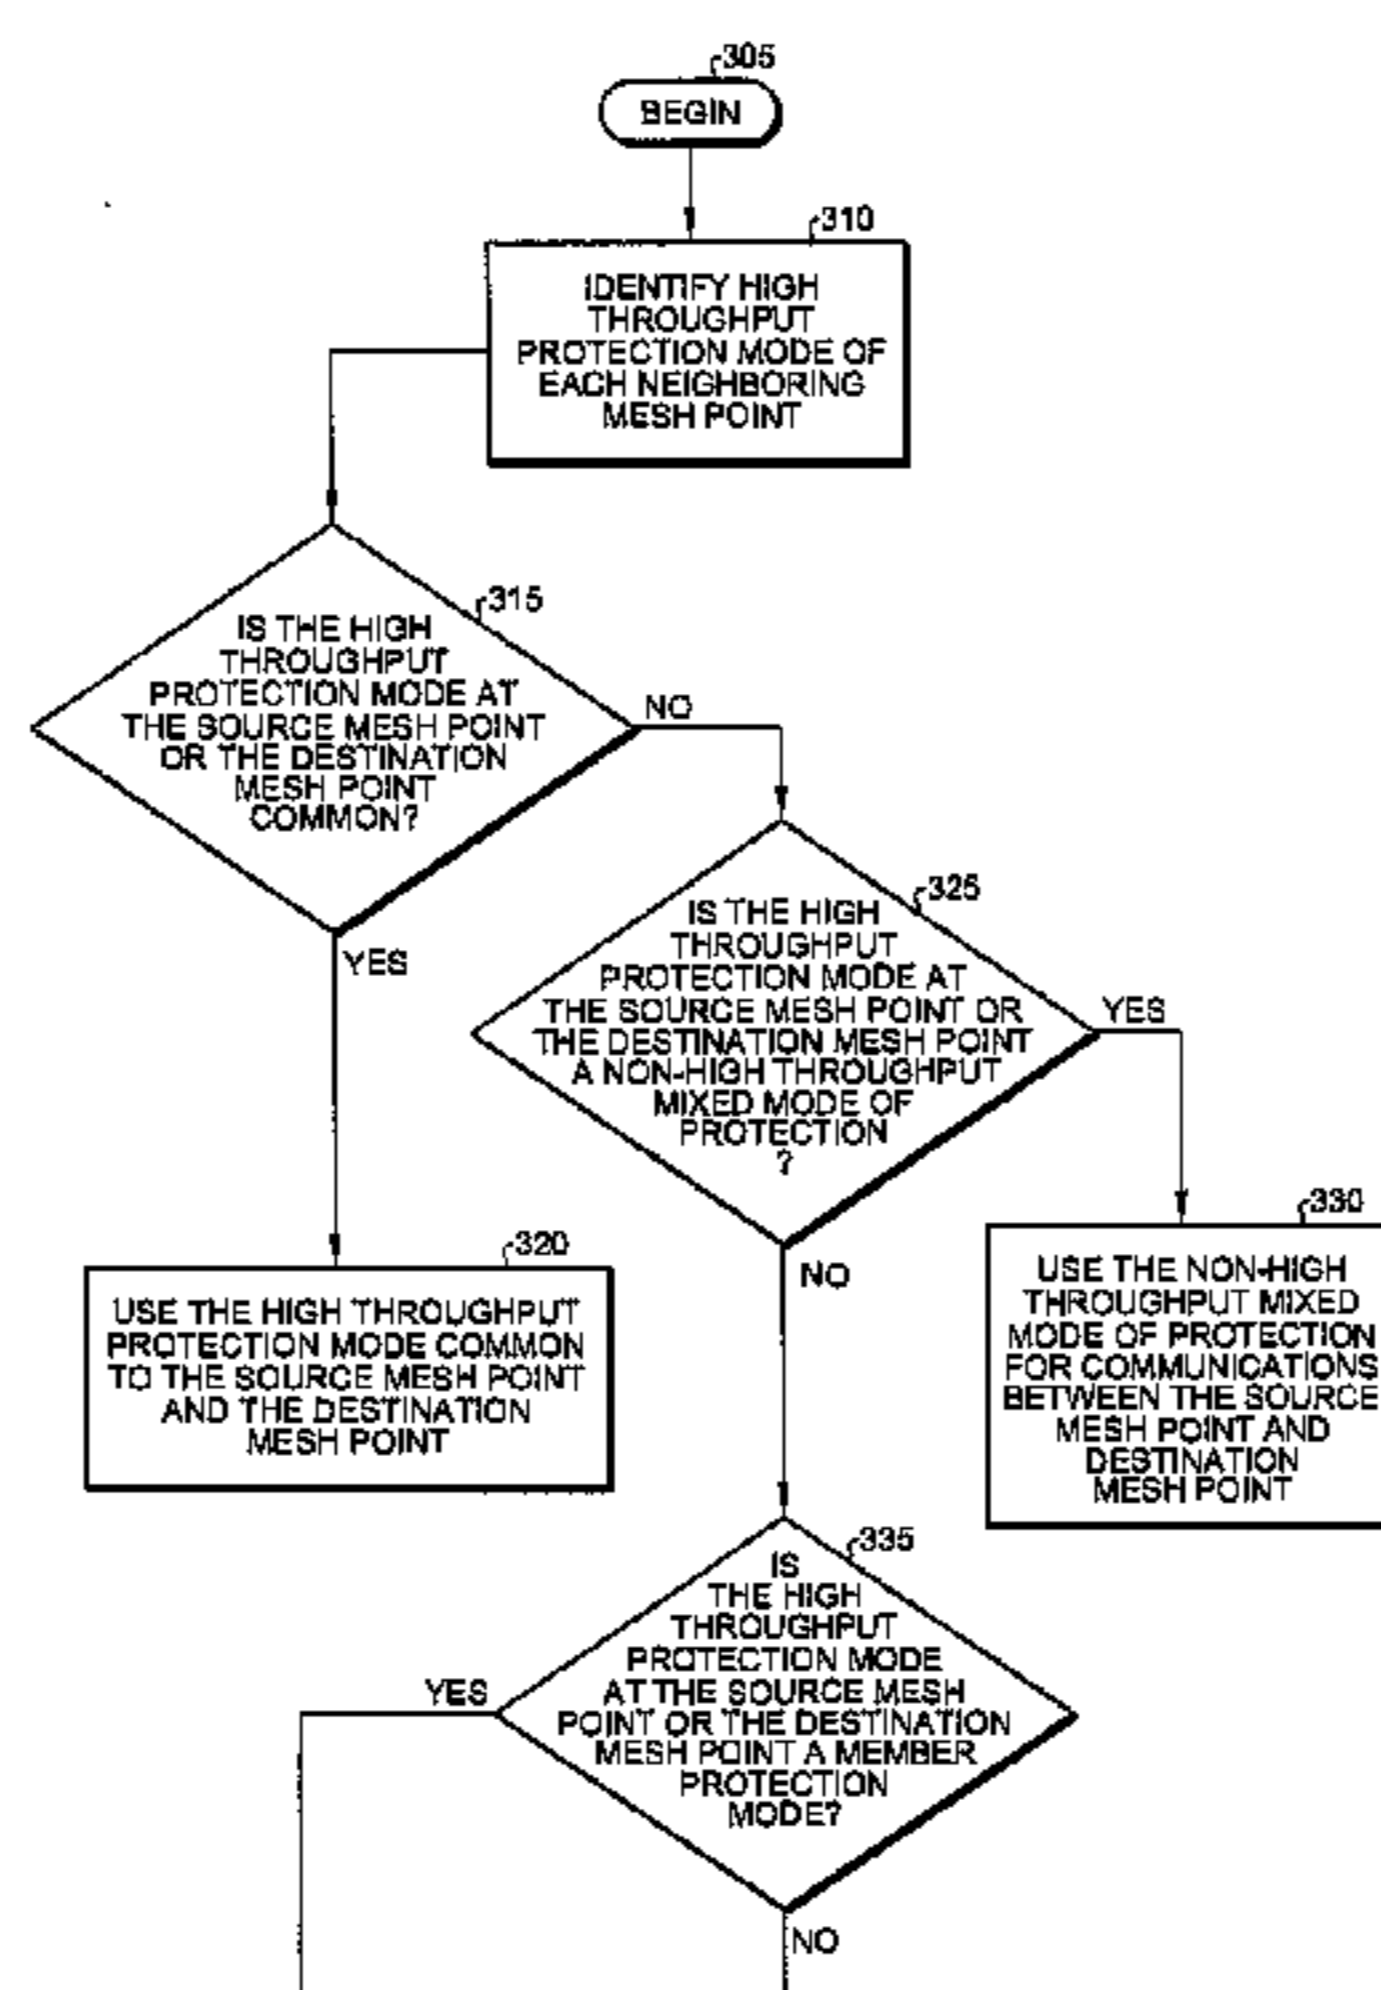 305
BEGIN
310
IDENTIFY HIGH
THROUGHPUT
PROTECTION MODE OF
EACH NEIGHBORING
MESH POINT
315
IS THE HIGH
THROUGHPUT
PROTECTION MODE AT
THE SOURCE MESH POINT
OR THE DESTINATION
MESH POINT
COMMON?
NO
YES
325
IS THE HIGH
THROUGHPUT
PROTECTION MODE AT
THE SOURCE MESH POINT OR
THE DESTINATION MESH POINT
A NON-HIGH THROUGHPUT
MIXED MODE OF
PROTECTION
?
YES
NO
320
USE THE HIGH THROUGHPUT
PROTECTION MODE COMMON
TO THE SOURCE MESH POINT
AND THE DESTINATION
MESH POINT
330
USE THE NON-HIGH
THROUGHPUT MIXED
MODE OF PROTECTION
FOR COMMUNICATIONS
BETWEEN THE SOURCE
MESH POINT AND
DESTINATION
MESH POINT
335
IS
THE HIGH
THROUGHPUT
PROTECTION MODE
AT THE SOURCE MESH
POINT OR THE DESTINATION
MESH POINT A MEMBER
PROTECTION
MODE?
YES
NO